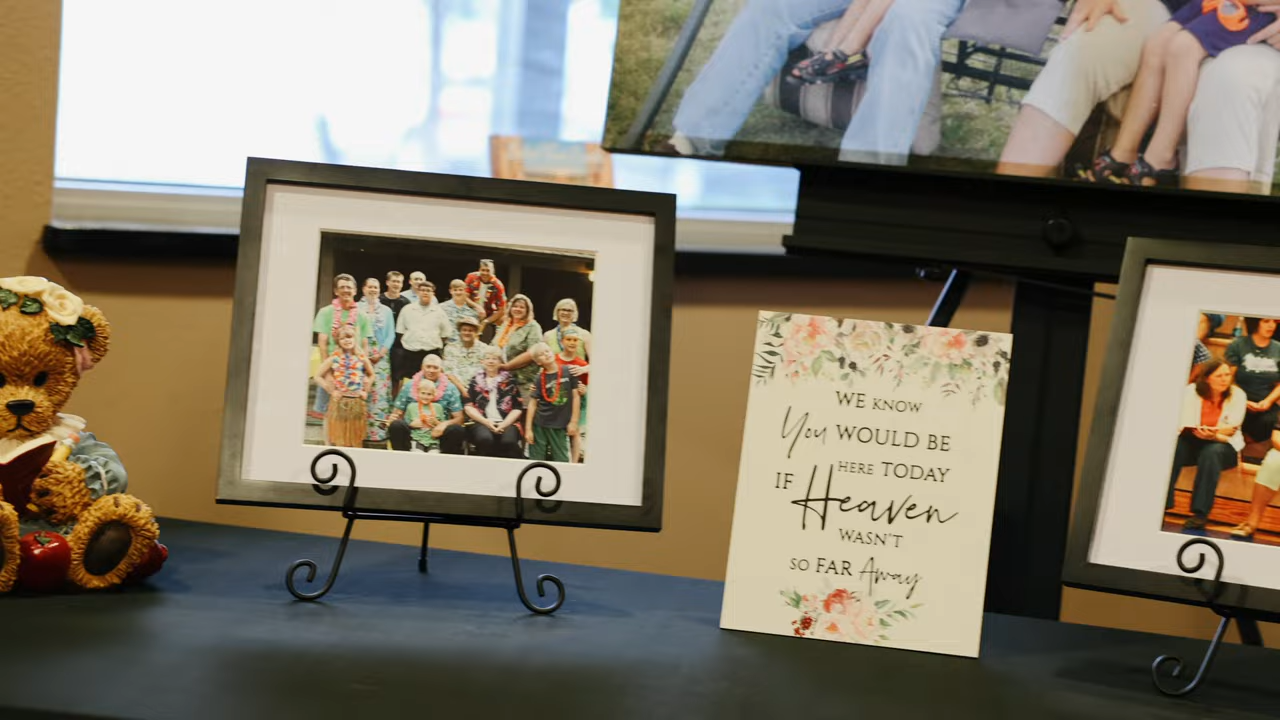 WE KNOW
You WOULD BE
HERE TODAY
IF Heaven
WASN'T
SO FAR Away